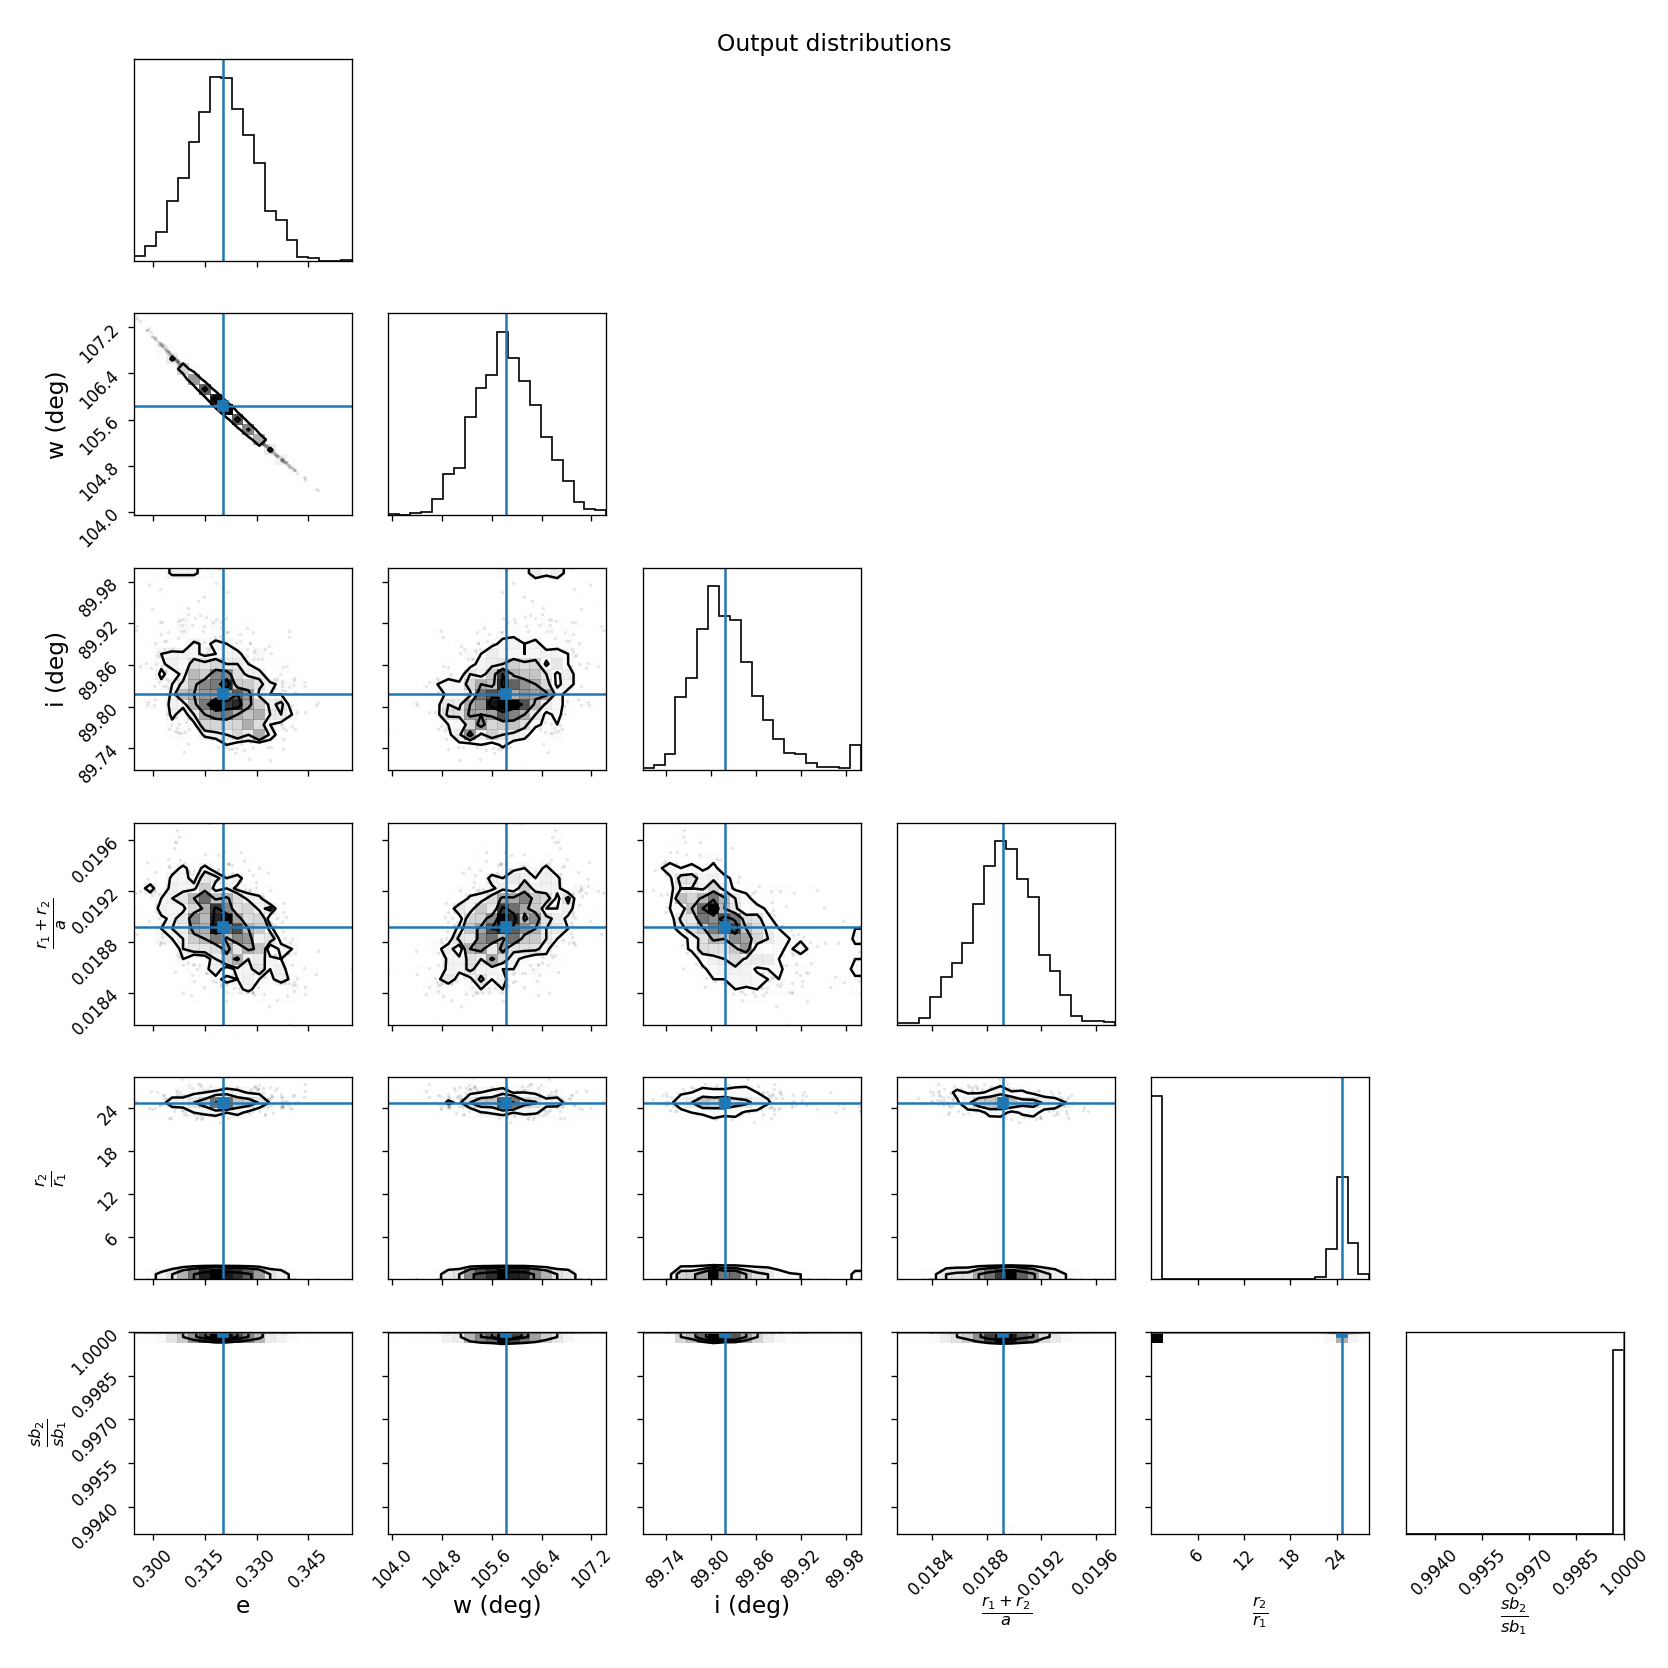 Output distributions
107.2
106.4
105.6
104.8
104.0
w (deg)
89.98
89.92
89.86
89.80
89.74
i (deg)
0.0196
0.0192
0.0188
0.0184
r₁ + r₂
a
24
18
12
6
r₂
r₁
1.0000
0.9985
0.9970
0.9955
0.9940
sb₂
sb₁
0.300 0.315 0.330 0.345
104.0 104.8 105.6 106.4 107.2
89.74 89.80 89.86 89.92 89.98
0.0184 0.0188 0.0192 0.0196
6 12 18 24
0.9940 0.9955 0.9970 0.9985 1.0000
e
w (deg)
i (deg)
r₁ + r₂
a
r₂
r₁
sb₂
sb₁